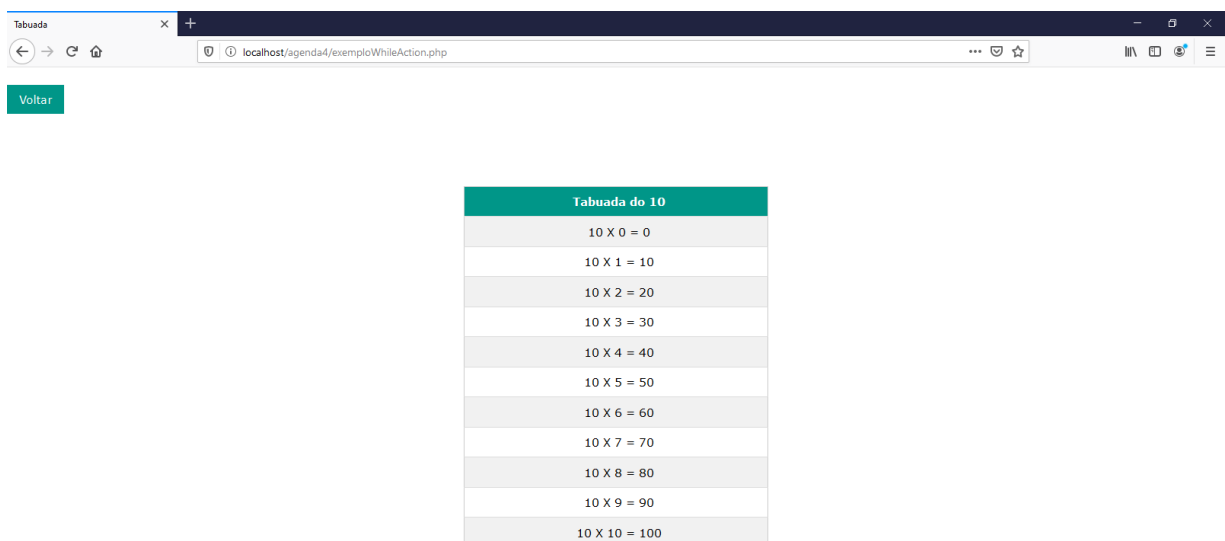 Tabuada
localhost/agenda4/exemploWhileAction.php
Voltar
Tabuada do 10
10 X 0 = 0
10 X 1 = 10
10 X 2 = 20
10 X 3 = 30
10 X 4 = 40
10 X 5 = 50
10 X 6 = 60
10 X 7 = 70
10 X 8 = 80
10 X 9 = 90
10 X 10 = 100